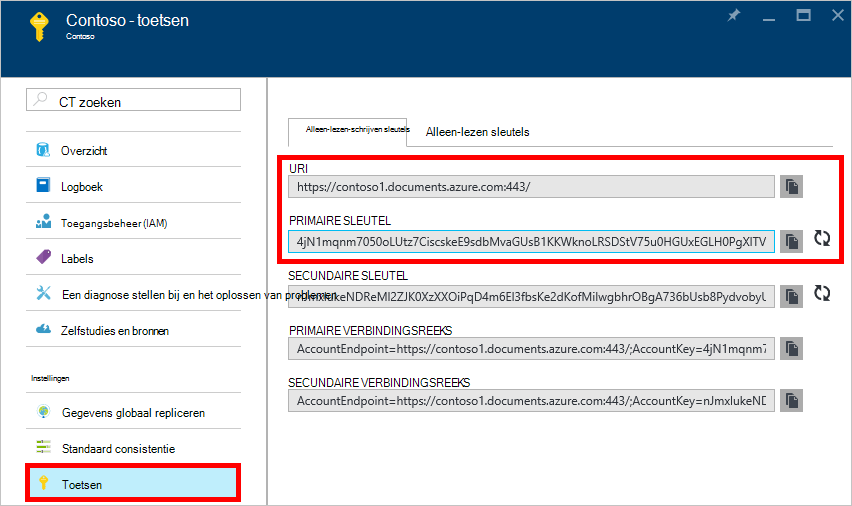 Contoso - toetsen
Contoso
CT zoeken
Overzicht
Logboek
Toegangsbeheer (IAM)
Labels
Een diagnose stellen bij en het oplossen van problemen
Zelfstudies en bronnen
Instellingen
Gegevens globaal repliceren
Standaard consistentie
Toetsen
Alleen-lezen-schrijven sleutels
Alleen-lezen sleutels
URI
https://contoso1.documents.azure.com:443/
PRIMAIRE SLEUTEL
4jN1mqnm7050oLUtz7CiscskeE9sdbMvaGUsB1KKWknoLRSDStV75u0HGUxEGLH0PgXlTV
SECUNDAIRE SLEUTEL
PRIMAIRE VERBINDINGSREEKS
AccountEndpoint=https://contoso1.documents.azure.com:443/;AccountKey=4jN1mqnm7
SECUNDAIRE VERBINDINGSREEKS
AccountEndpoint=https://contoso1.documents.azure.com:443/;AccountKey=nJmxlukeND